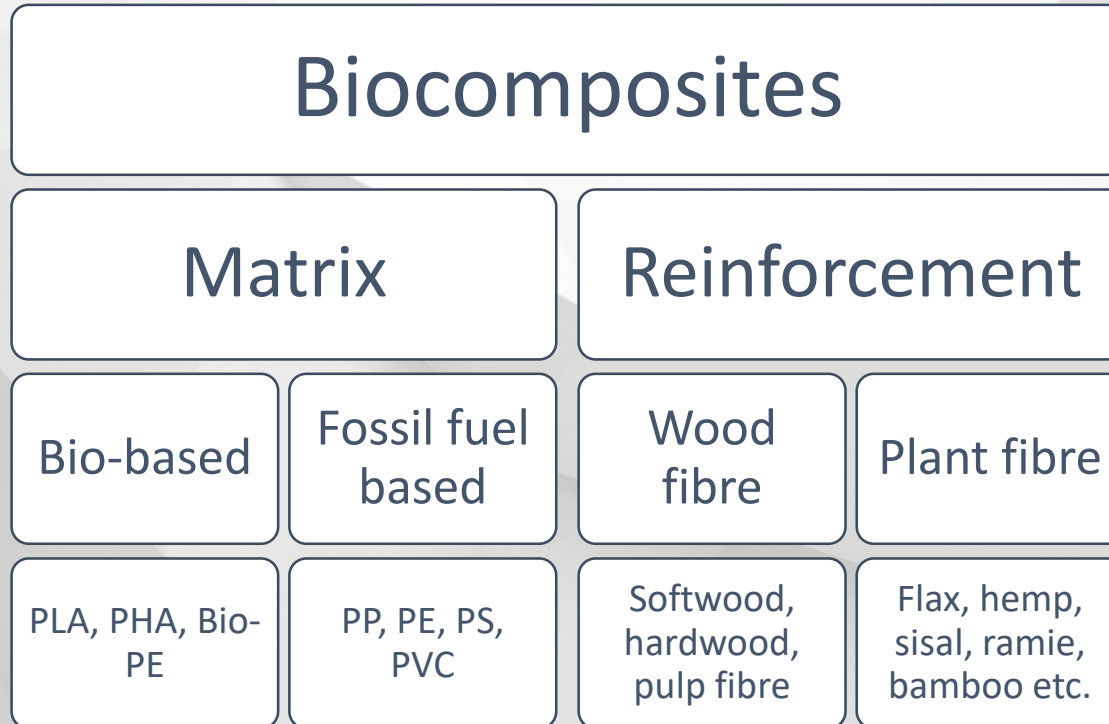 Biocomposites
Matrix
Reinforcement
Bio-based
Fossil fuel
based
Wood
fibre
Plant fibre
PLA, PHA, Bio-
PE
PP, PE, PS,
PVC
Softwood,
hardwood,
pulp fibre
Flax, hemp,
sisal, ramie,
bamboo etc.